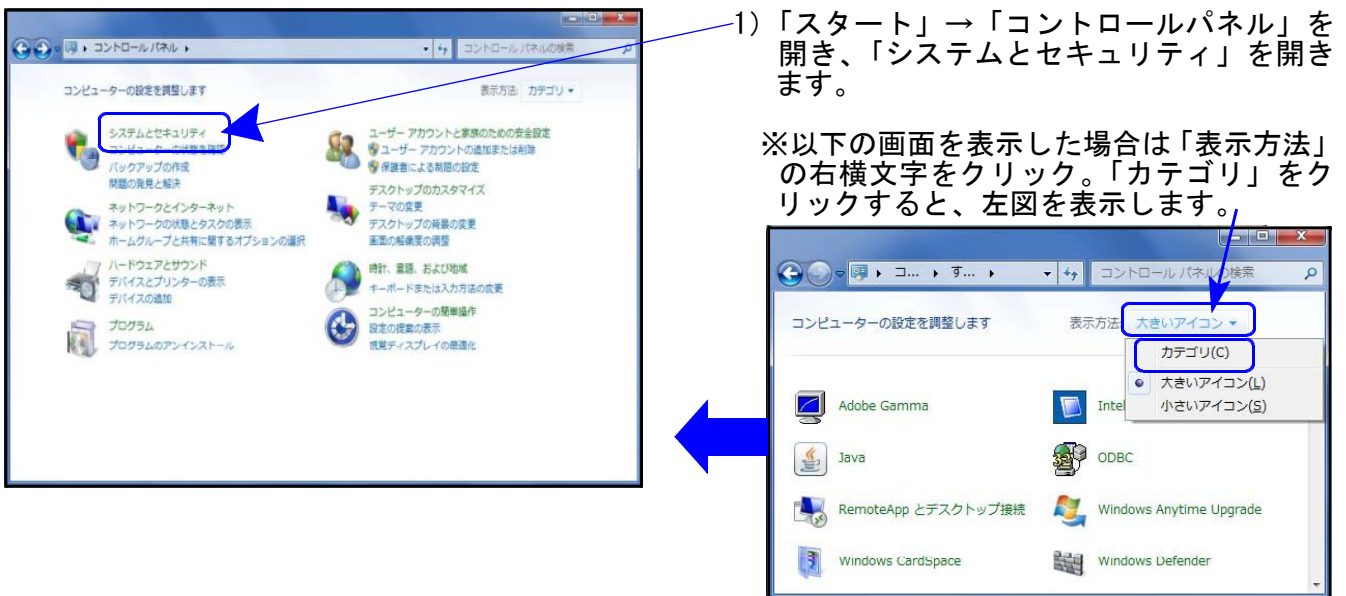 コントロール パネル
コントロール パネルの検索
コンピューターの設定を調整します
表示方法: カテゴリ
システムとセキュリティ
コンピューターの状態を確認
バックアップの作成
問題の発見と解決
ネットワークとインターネット
ネットワークの状態とタスクの表示
ホームグループと共有に関するオプションの選択
ハードウェアとサウンド
デバイスとプリンターの表示
デバイスの追加
プログラム
プログラムのアンインストール
ユーザー アカウントと家族のための安全設定
ユーザー アカウントの追加または削除
保護者による制限の設定
デスクトップのカスタマイズ
テーマの変更
デスクトップの背景の変更
画面の解像度の調整
時計、言語、および地域
キーボードまたは入力方法の変更
コンピューターの簡単操作
設定の提案の表示
視覚ディスプレイの最適化
1)「スタート」→「コントロールパネル」を
開き、「システムとセキュリティ」を開き
ます。
※以下の画面を表示した場合は「表示方法」
の右横文字をクリック。「カテゴリ」をク
リックすると、左図を表示します。
コ... す...
コントロール パネルの検索
コンピューターの設定を調整します
表示方法: 大きいアイコン
カテゴリ(C)
大きいアイコン(L)
小さいアイコン(S)
Adobe Gamma
Intel
Java
ODBC
RemoteApp とデスクトップ接続
Windows Anytime Upgrade
Windows CardSpace
Windows Defender